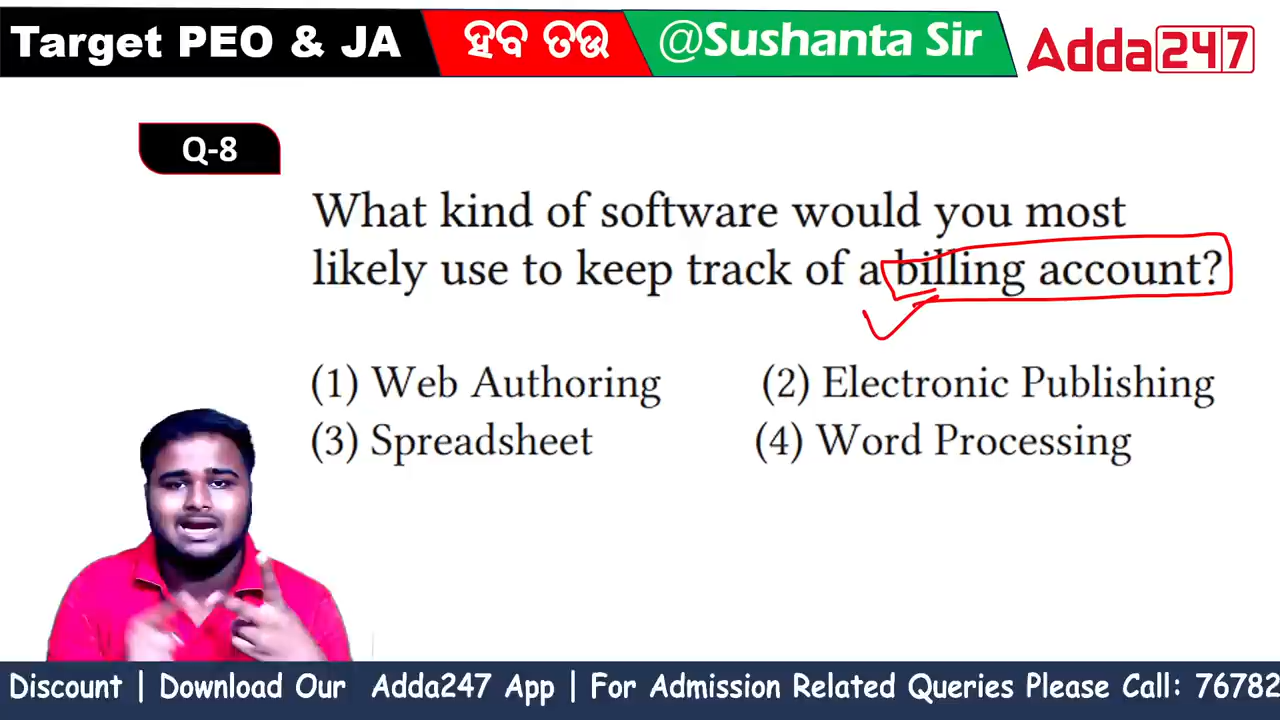 Target PEO & JA ହବ ତଉ @Sushanta Sir Adda247
Q-8
What kind of software would you most
likely use to keep track of a billing account?
(1) Web Authoring (2) Electronic Publishing
(3) Spreadsheet (4) Word Processing
Discount | Download Our Adda247 App | For Admission Related Queries Please Call: 76782